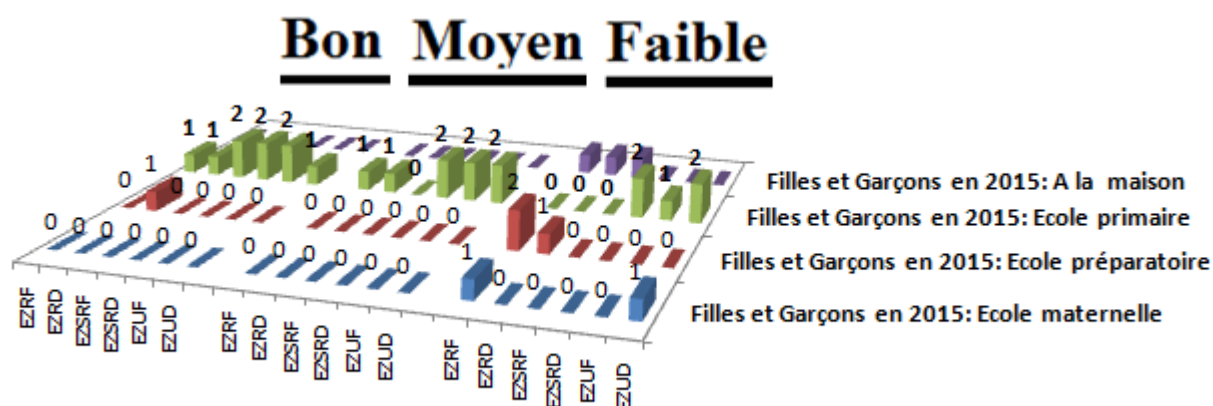 Bon Moyen Faible
1 1 2 2 2 1 1 1 0 2 2 2 0 0 0 2 1 2
0 1 0 0 0 0 0 0 0 0 0 0 2 1 0 0 0 0
0 0 0 0 0 0 0 0 0 0 0 0 1 0 0 0 0 1
Filles et Garçons en 2015: A la maison
Filles et Garçons en 2015: Ecole primaire
Filles et Garçons en 2015: Ecole préparatoire
Filles et Garçons en 2015: Ecole maternelle
EZRF EZRD EZSRF EZSRD EZUF EZUD EZRF EZRD EZSRF EZSRD EZUF EZUD EZRF EZRD EZSRF EZSRD EZUF EZUD